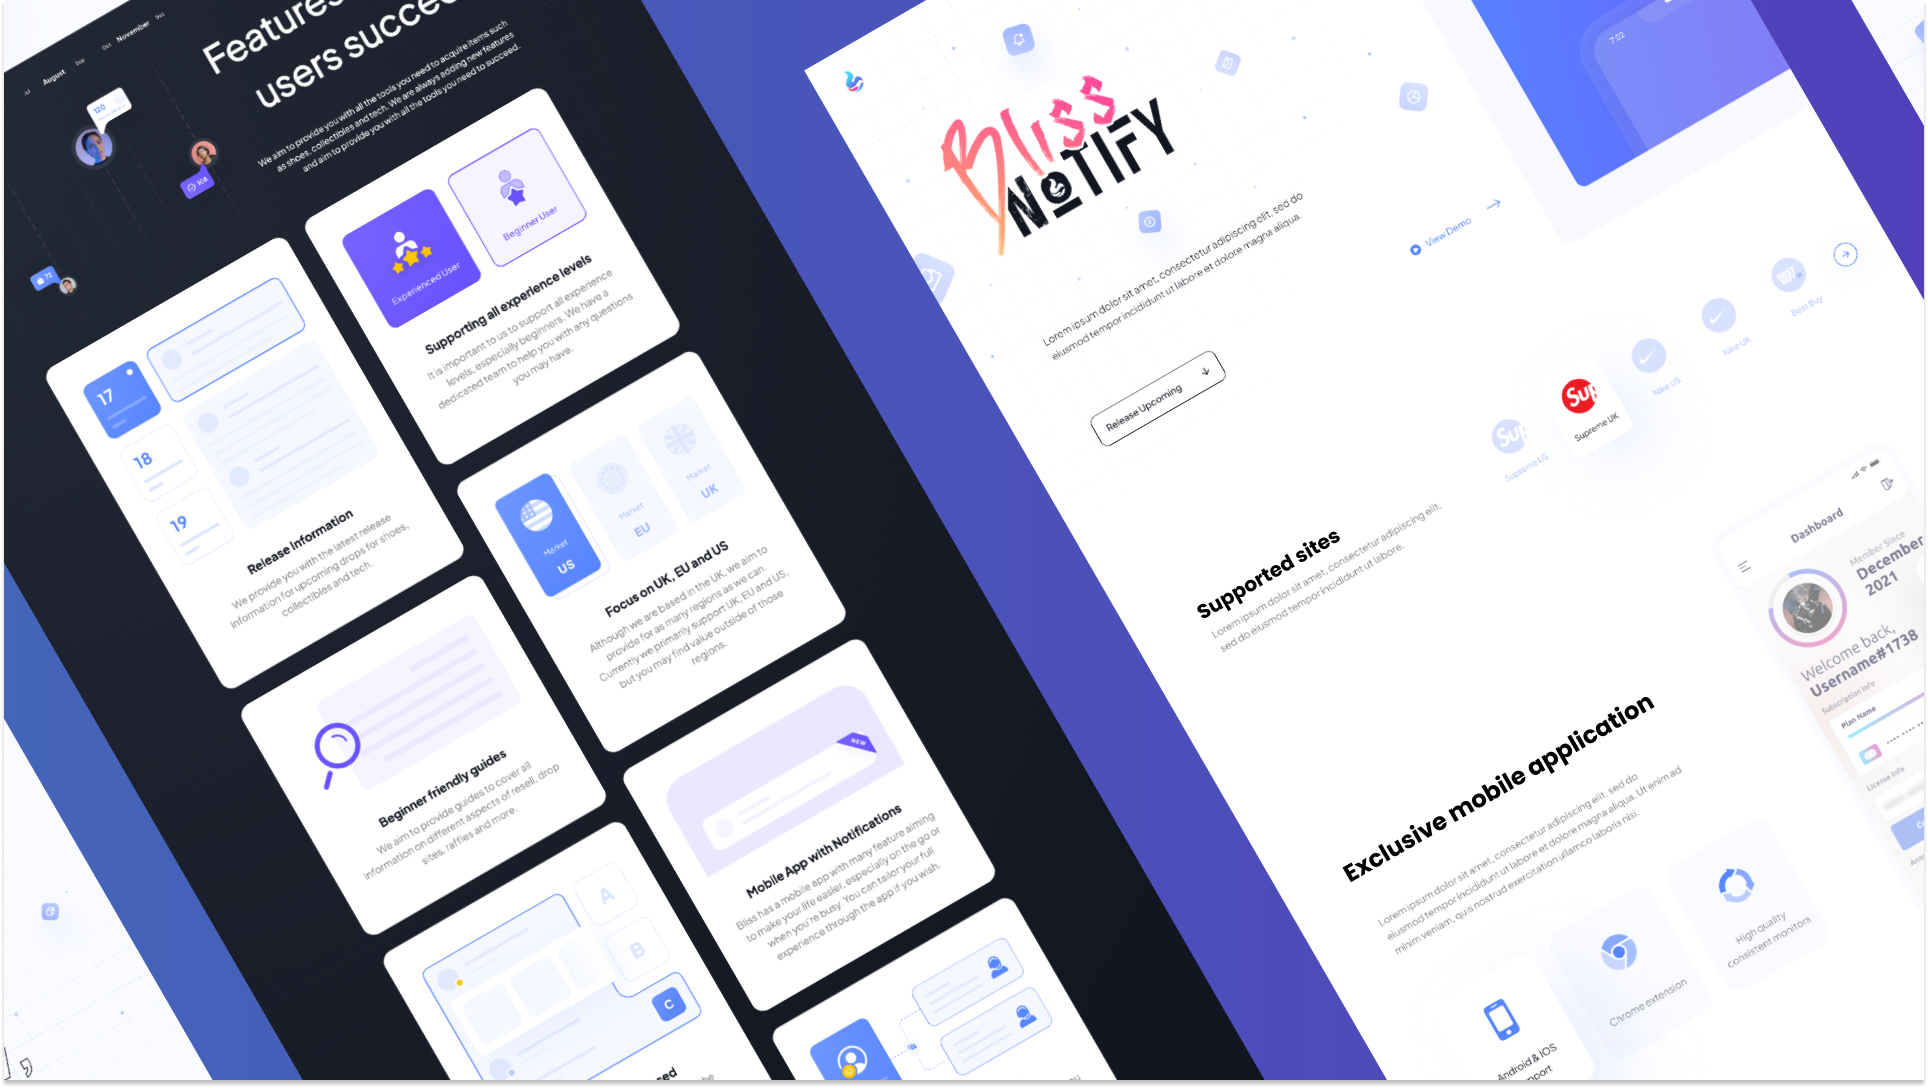 August
Sep
Oct
November
Dec
Features
users succeed
We aim to provide you with all the tools you need to acquire items such
as shoes, collectibles and tech. We are always adding new features
and aim to provide you with all the tools you need to succeed.
120
108
72
Experienced User
Beginner User
Supporting all experience levels
It is important to us to support all experience
levels, especially beginners. We have a
dedicated team to help you with any questions
you may have.
17
18
19
Release Information
We provide you with the latest release
information for upcoming drops for shoes,
collectibles and tech.
Market
US
Market
EU
Market
UK
Focus on UK, EU and US
Although we are based in the UK, we aim to
provide for as many regions as we can.
Currently we primarily support UK, EU and US,
but you may find value outside of those
regions.
Beginner friendly guides
We aim to provide guides to cover all
information on different aspects of resell, drop
sites, raffles and more.
NEW
Mobile App with Notifications
Bliss has a mobile app with many feature aiming
to make your life easier, especially on the go or
when you're busy. You can tailor your full
experience through the app if you wish.
A
B
C
Bliss
NOTIFY
Lorem ipsum dolor sit amet, consectetur adipiscing elit, sed do
eiusmod tempor incididunt ut labore et dolore magna aliqua.
Release Upcoming
View Demo
7:02
Sup
Supreme US
Sup
Supreme UK
Nike US
Nike UK
BEST BUY
Best Buy
Supported sites
Lorem ipsum dolor sit amet, consectetur adipiscing elit,
sed do eiusmod tempor incididunt ut labore.
Exclusive mobile application
Lorem ipsum dolor sit amet, consectetur adipiscing elit, sed do
eiusmod tempor incididunt ut labore et dolore magna aliqua. Ut enim ad
minim veniam, quis nostrud exercitation ullamco laboris nisi.
Android & IOS
Chrome extension
High quality
consistent monitors
Dashboard
Member Since
December
2021
Welcome back,
Username#1738
Subscription Info
Plan Name
License Info